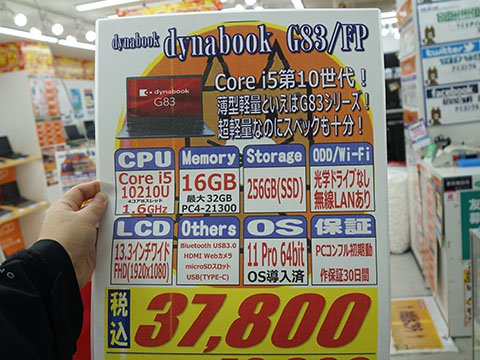 dynabook dynabook G83/FP
Core i5第10世代！
薄型軽量といえばG83シリーズ！
超軽量なのにスペックも十分！
dynabook
G83
CPU
Core i5
10210U
4コア8スレッド
1.6GHz
Memory
16GB
最大32GB
PC4-21300
Storage
256GB(SSD)
ODD/Wi-Fi
光学ドライブなし
無線LANあり
LCD
13.3インチワイド
FHD(1920x1080)
Others
Bluetooth USB3.0
HDMI Webカメラ
microSDスロット
USB(TYPE-C)
OS
11 Pro 64bit
OS導入済
保証
PCコンフル初期動
作保証30日間
税込
37,800
twitter
facebook